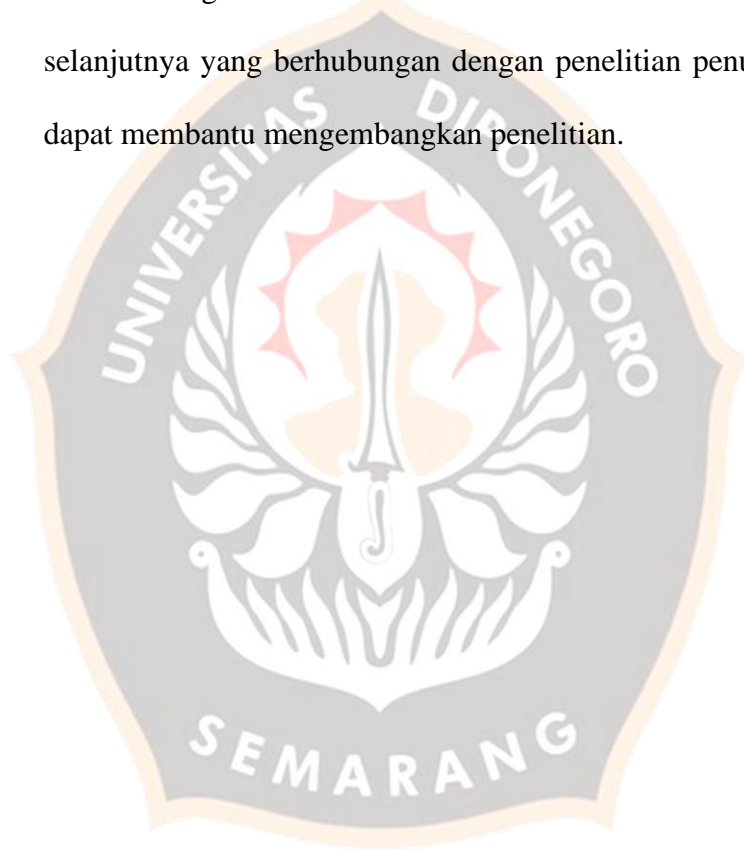 selanjutnya yang berhubungan dengan penelitian
dapat membantu mengembangkan penelitian.
UNIVERSITAS DIPONEGORO
SEMARANG